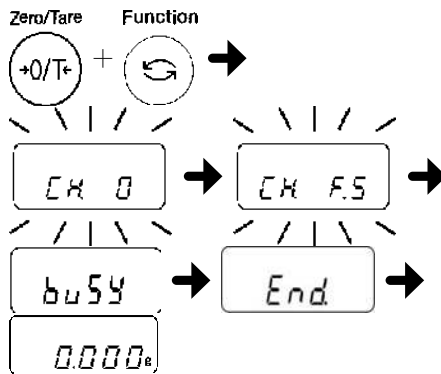 Zero/Tare Function
→0/T← +
CH 0 CH F.S
buSY End.
0.000g